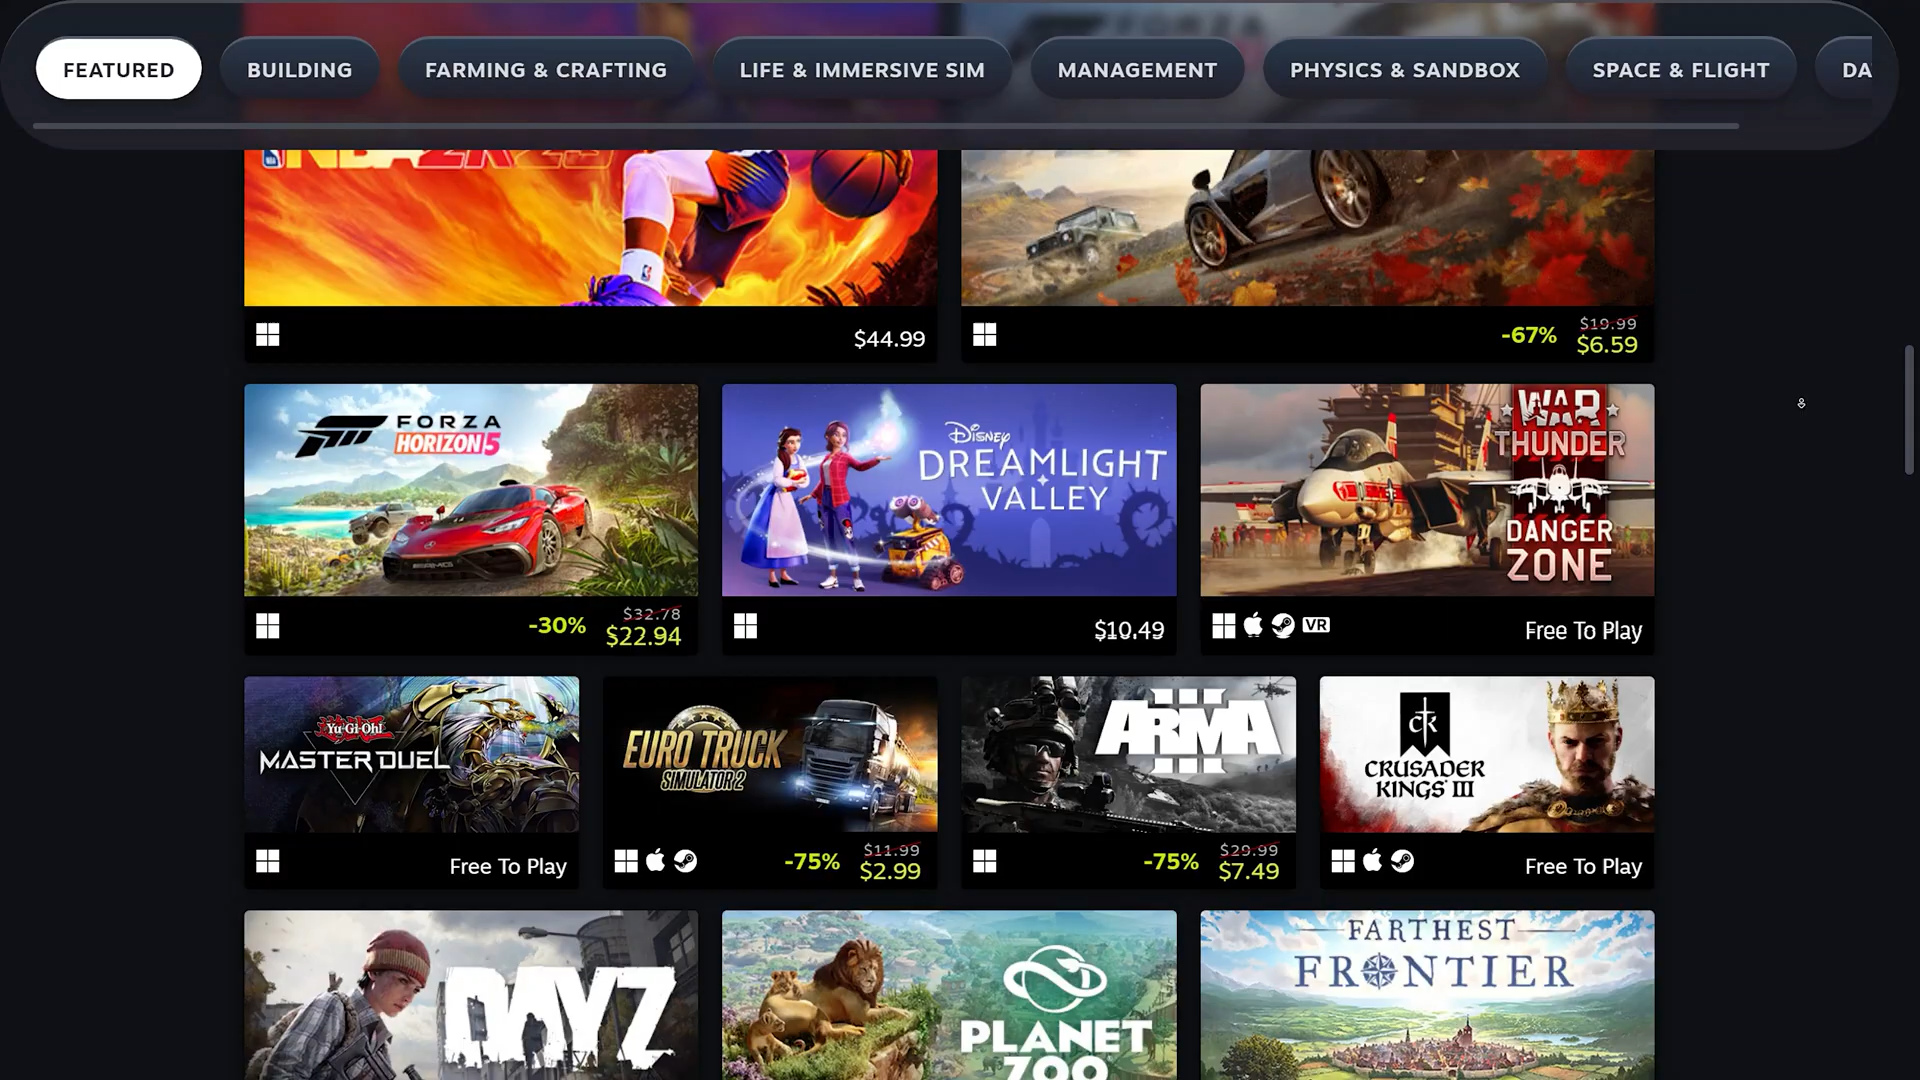 FEATURED
BUILDING
FARMING & CRAFTING
LIFE & IMMERSIVE SIM
MANAGEMENT
PHYSICS & SANDBOX
SPACE & FLIGHT
DA
NBA 2K23
$44.99
-67%
$19.99
$6.59
FORZA
HORIZON 5
-30%
$32.78
$22.94
DISNEY
DREAMLIGHT
VALLEY
$10.49
WAR
THUNDER
DANGER
ZONE
VR
Free To Play
Yu-Gi-Oh!
MASTER DUEL
Free To Play
EURO TRUCK
SIMULATOR 2
-75%
$11.99
$2.99
ARMA
III
-75%
$29.99
$7.49
ck
CRUSADER
KINGS III
Free To Play
DAYZ
PLANET
ZOO
FARTHEST
FRONTIER